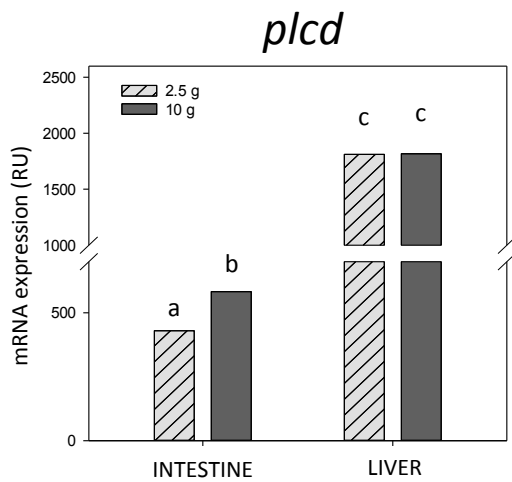 plcd
2500
2.5 g
10 g
2000
c c
1500
mRNA expression (RU)
1000
b
a
500
0
INTESTINE LIVER